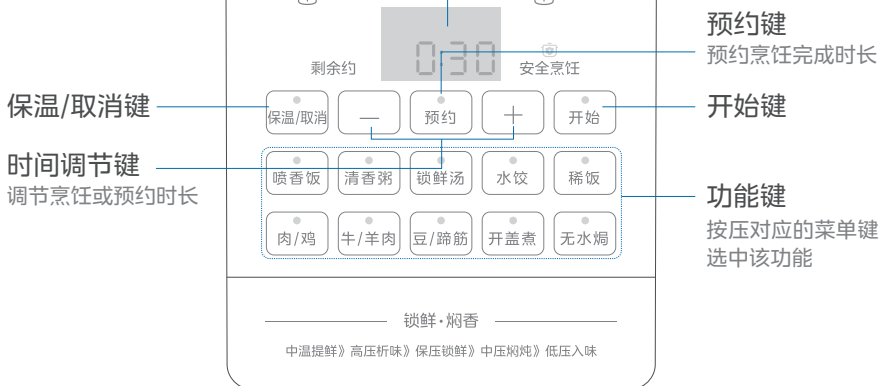 预约键
预约烹饪完成时长
0:30
剩余约
安全烹饪
保温/取消键
开始键
保温/取消
—
预约
+
开始
时间调节键
调节烹饪或预约时长
喷香饭
清香粥
锁鲜汤
水饺
稀饭
功能键
按压对应的菜单键
选中该功能
肉/鸡
牛/羊肉
豆/蹄筋
开盖煮
无水焗
锁鲜·焖香
中温提鲜》高压析味》保压锁鲜》中压焖炖》低压入味